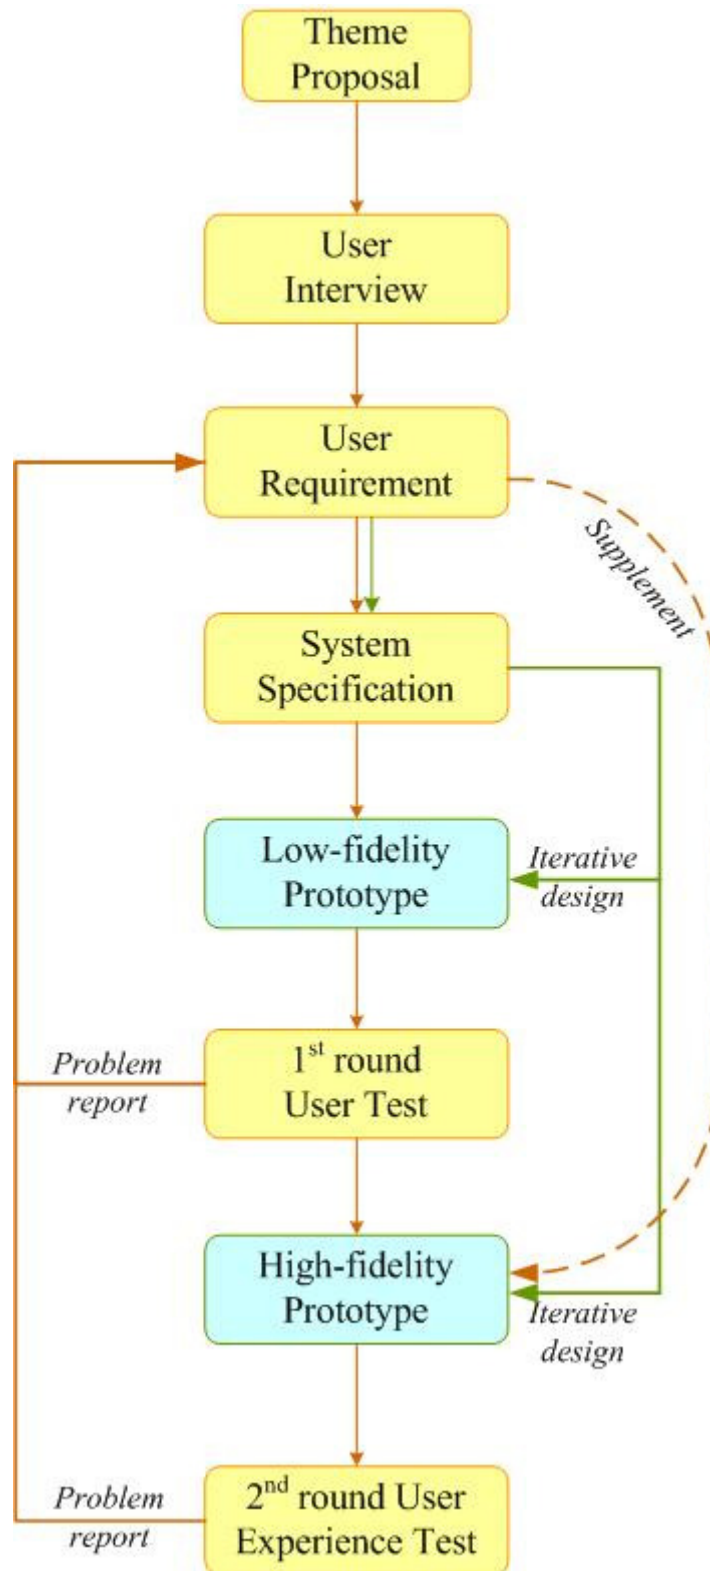 Theme
Proposal
User
Interview
User
Requirement
Supplement
System
Specification
Low-fidelity
Prototype
Iterative
design
Problem
report
1st round
User Test
High-fidelity
Prototype
Iterative
design
Problem
report
2nd round User
Experience Test